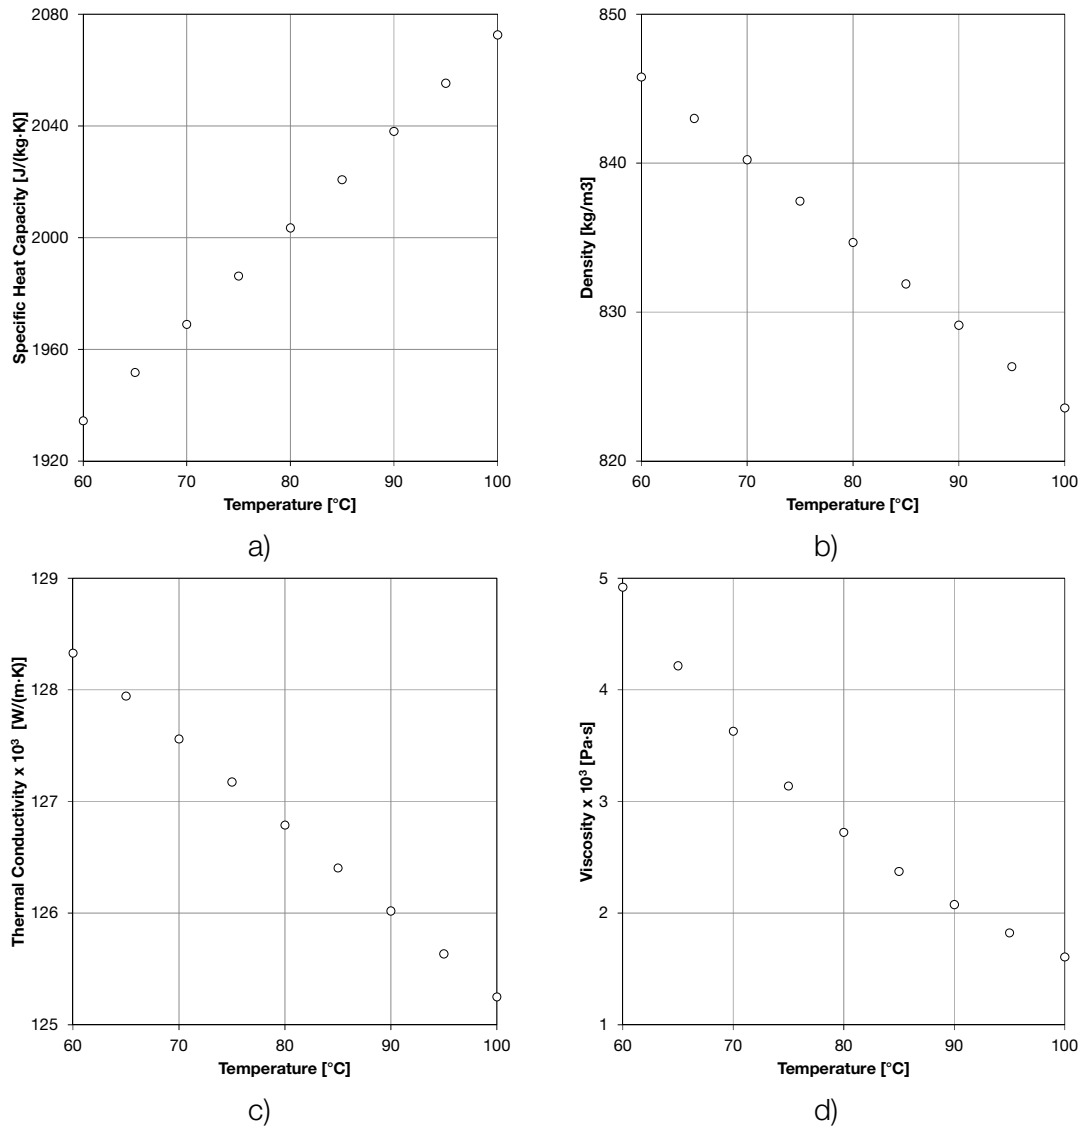 2080
2040
2000
1960
1920
60 70 80 90 100
Specific Heat Capacity [J/(kg·K)]
Temperature [°C]
a)
850
840
830
820
60 70 80 90 100
Density [kg/m3]
Temperature [°C]
b)
129
128
127
126
125
60 70 80 90 100
Thermal Conductivity x 10³ [W/(m·K)]
Temperature [°C]
c)
5
4
3
2
1
60 70 80 90 100
Viscosity x 10³ [Pa·s]
Temperature [°C]
d)